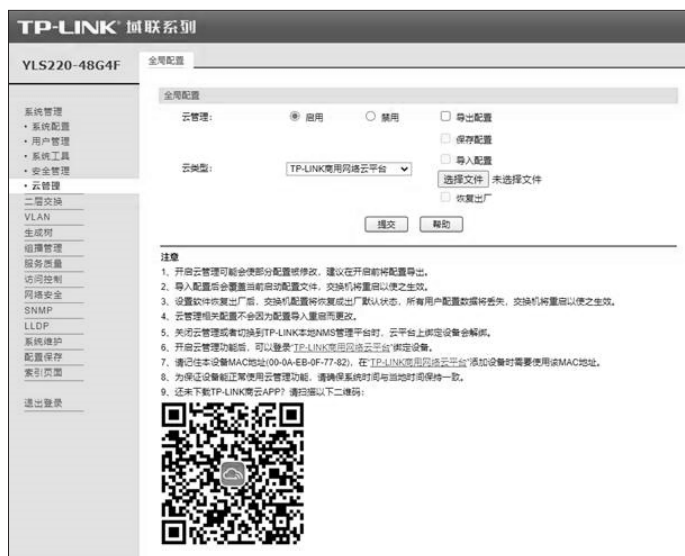 TP-LINK 域联系列
YLS220-48G4F
全局配置
系统管理
• 系统配置
• 用户管理
• 系统工具
• 安全管理
• 云管理
二层交换
VLAN
生成树
组播管理
服务质量
访问控制
网络安全
SNMP
LLDP
系统维护
配置保存
索引页面
退出登录
全局配置
云管理: 启用 禁用 导出配置
保存配置
云类型: TP-LINK商用网络云平台 导入配置
选择文件 未选择文件
恢复出厂
提交 帮助
注意
1、开启云管理可能会使部分配置被修改，建议在开启前将配置导出。
2、导入配置后会覆盖当前启动配置文件，交换机将重启以使之生效。
3、设置软件恢复出厂后，交换机配置将恢复成出厂默认状态，所有用户配置数据将丢失，交换机将重启以使之生效。
4、云管理相关配置不会因为配置导入重启而更改。
5、关闭云管理或者切换到TP-LINK本地NMS管理平台时，云平台上绑定设备会解绑。
6、开启云管理功能后，可以登录"TP-LINK商用网络云平台"绑定设备。
7、请记住本设备MAC地址(00-0A-EB-0F-77-82)，在"TP-LINK商用网络云平台"添加设备时需要使用该MAC地址。
8、为保证设备能正常使用云管理功能，请确保系统时间与当地时间保持一致。
9、还未下载TP-LINK商云APP？请扫描以下二维码：